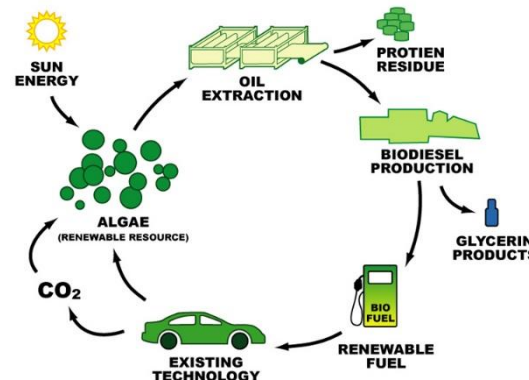 SUN
ENERGY
OIL
EXTRACTION
PROTIEN
RESIDUE
BIODIESEL
PRODUCTION
GLYCERIN
PRODUCTS
BIO
FUEL
RENEWABLE
FUEL
EXISTING
TECHNOLOGY
CO₂
ALGAE
(RENEWABLE RESOURCE)